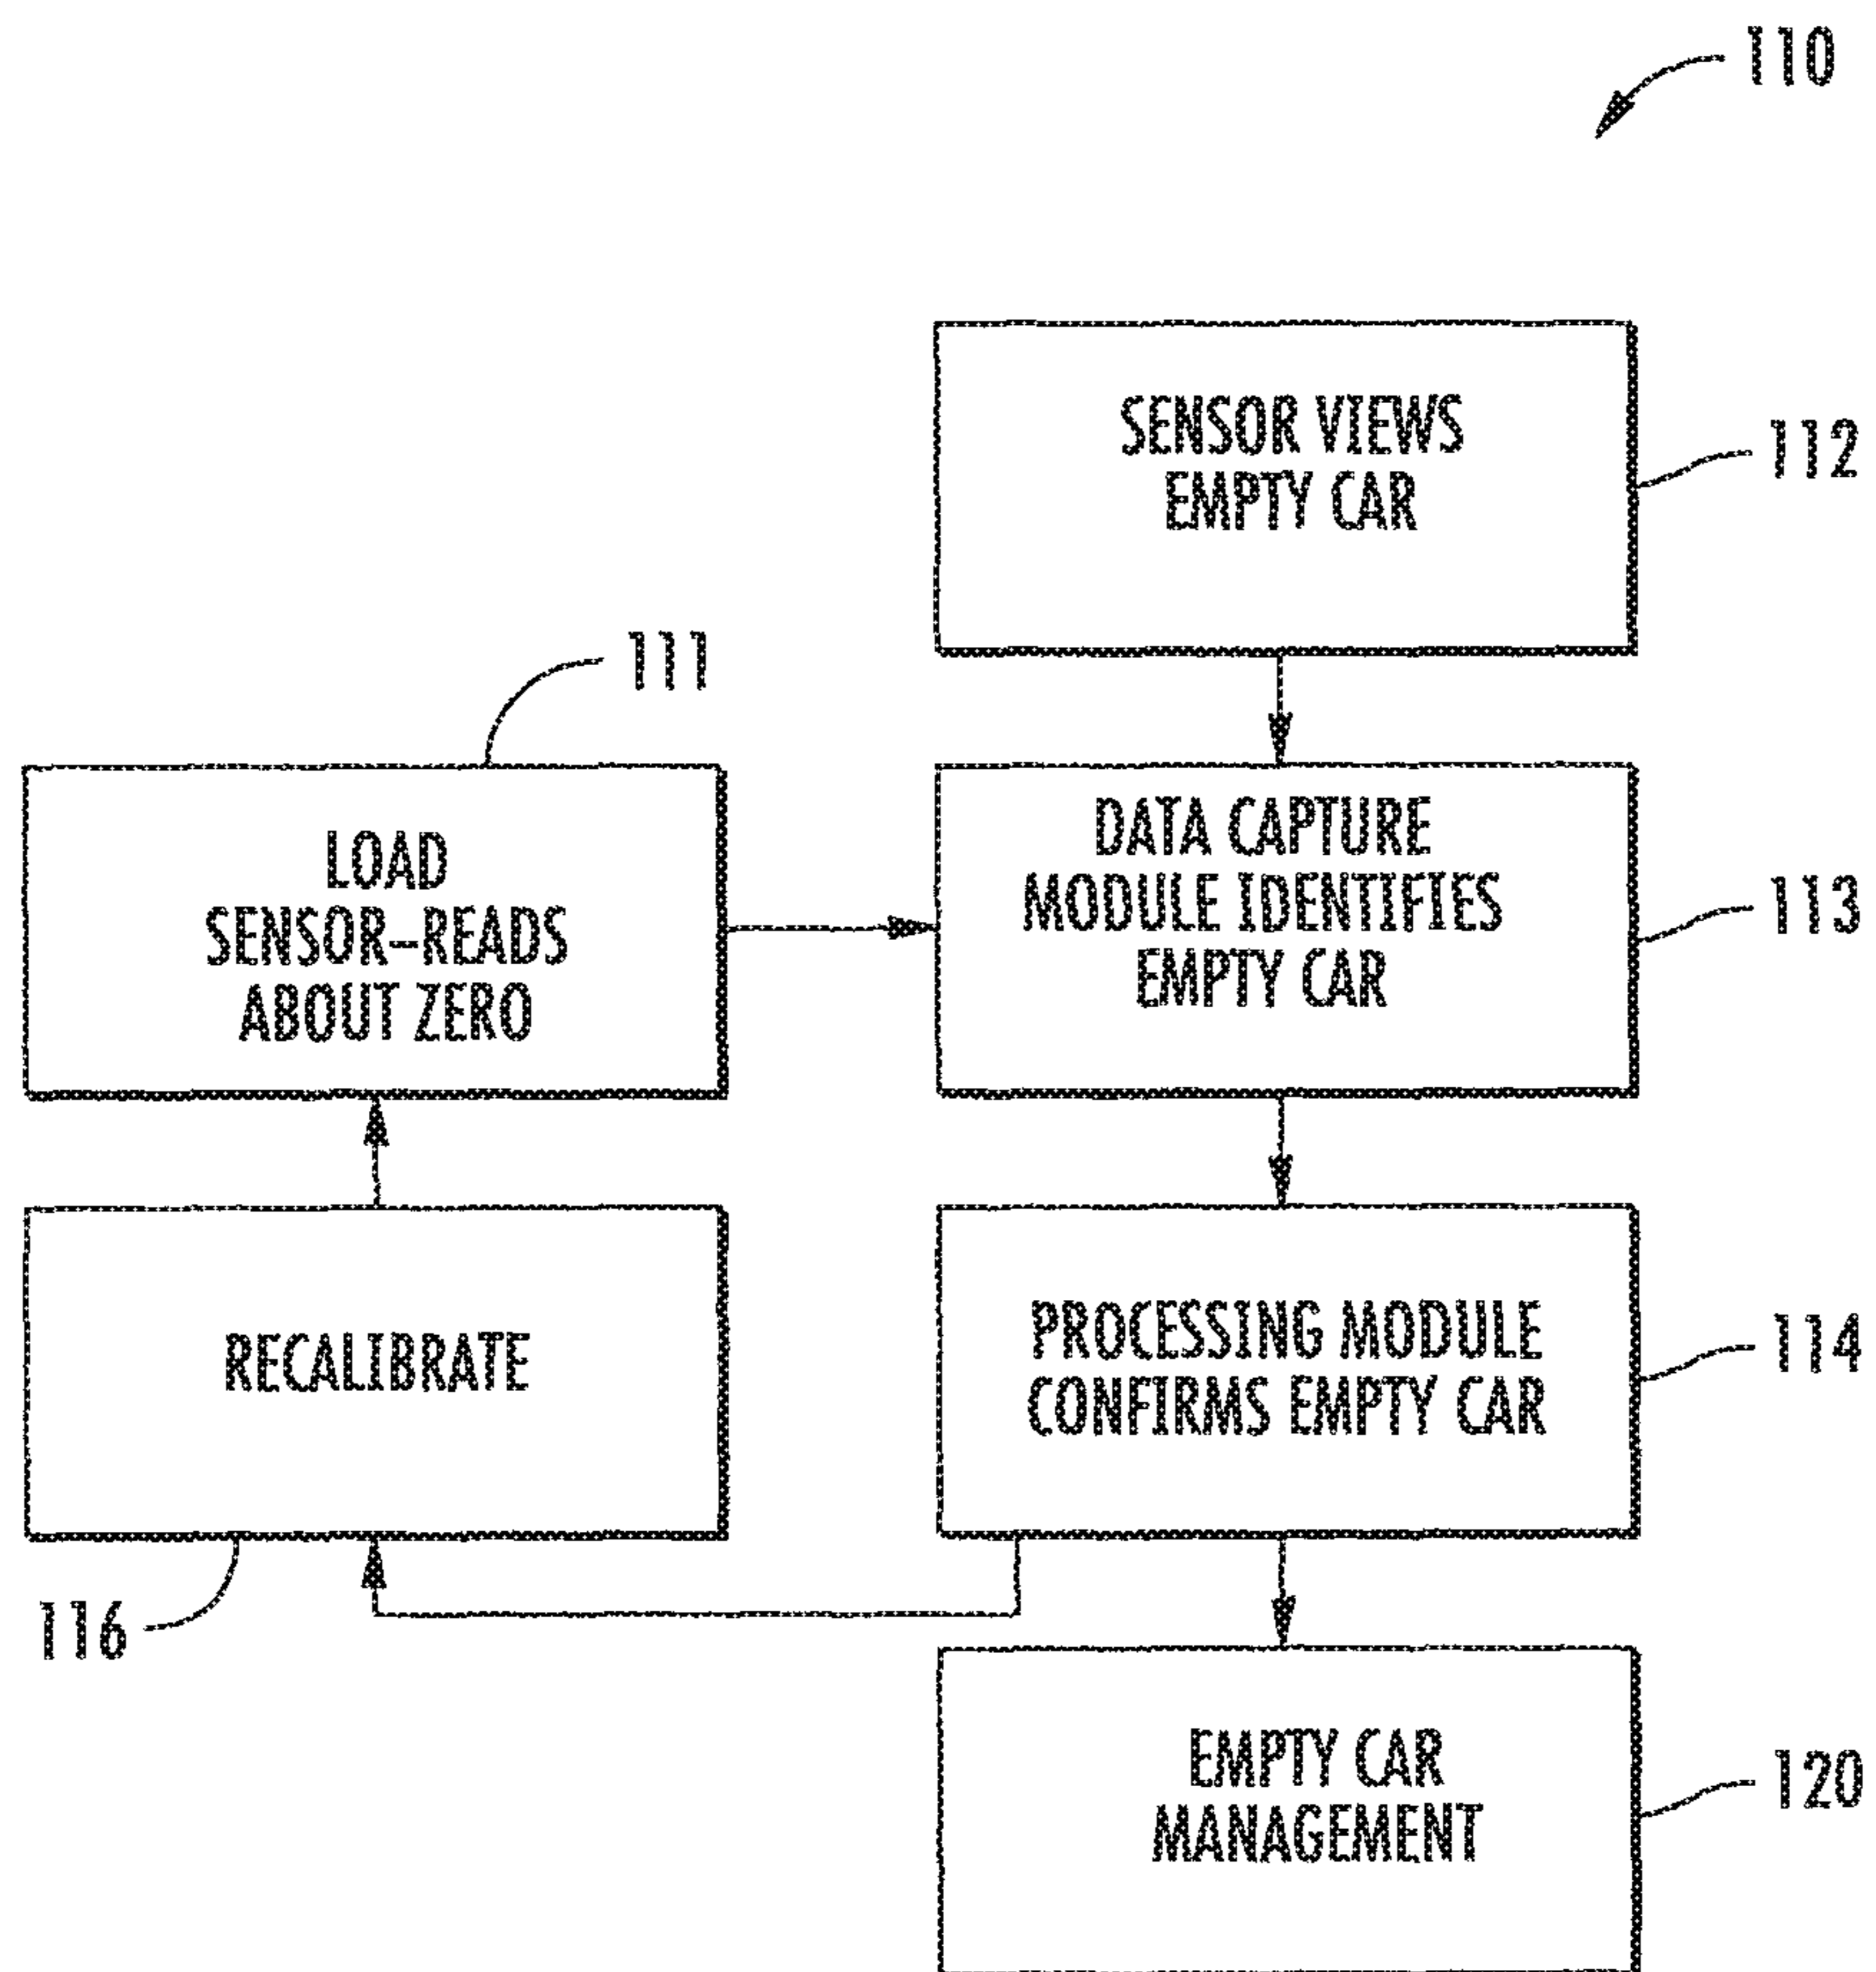 110
SENSOR VIEWS
EMPTY CAR
112
111
LOAD
SENSOR–READS
ABOUT ZERO
DATA CAPTURE
MODULE IDENTIFIES
EMPTY CAR
113
RECALIBRATE
116
PROCESSING MODULE
CONFIRMS EMPTY CAR
114
EMPTY CAR
MANAGEMENT
120